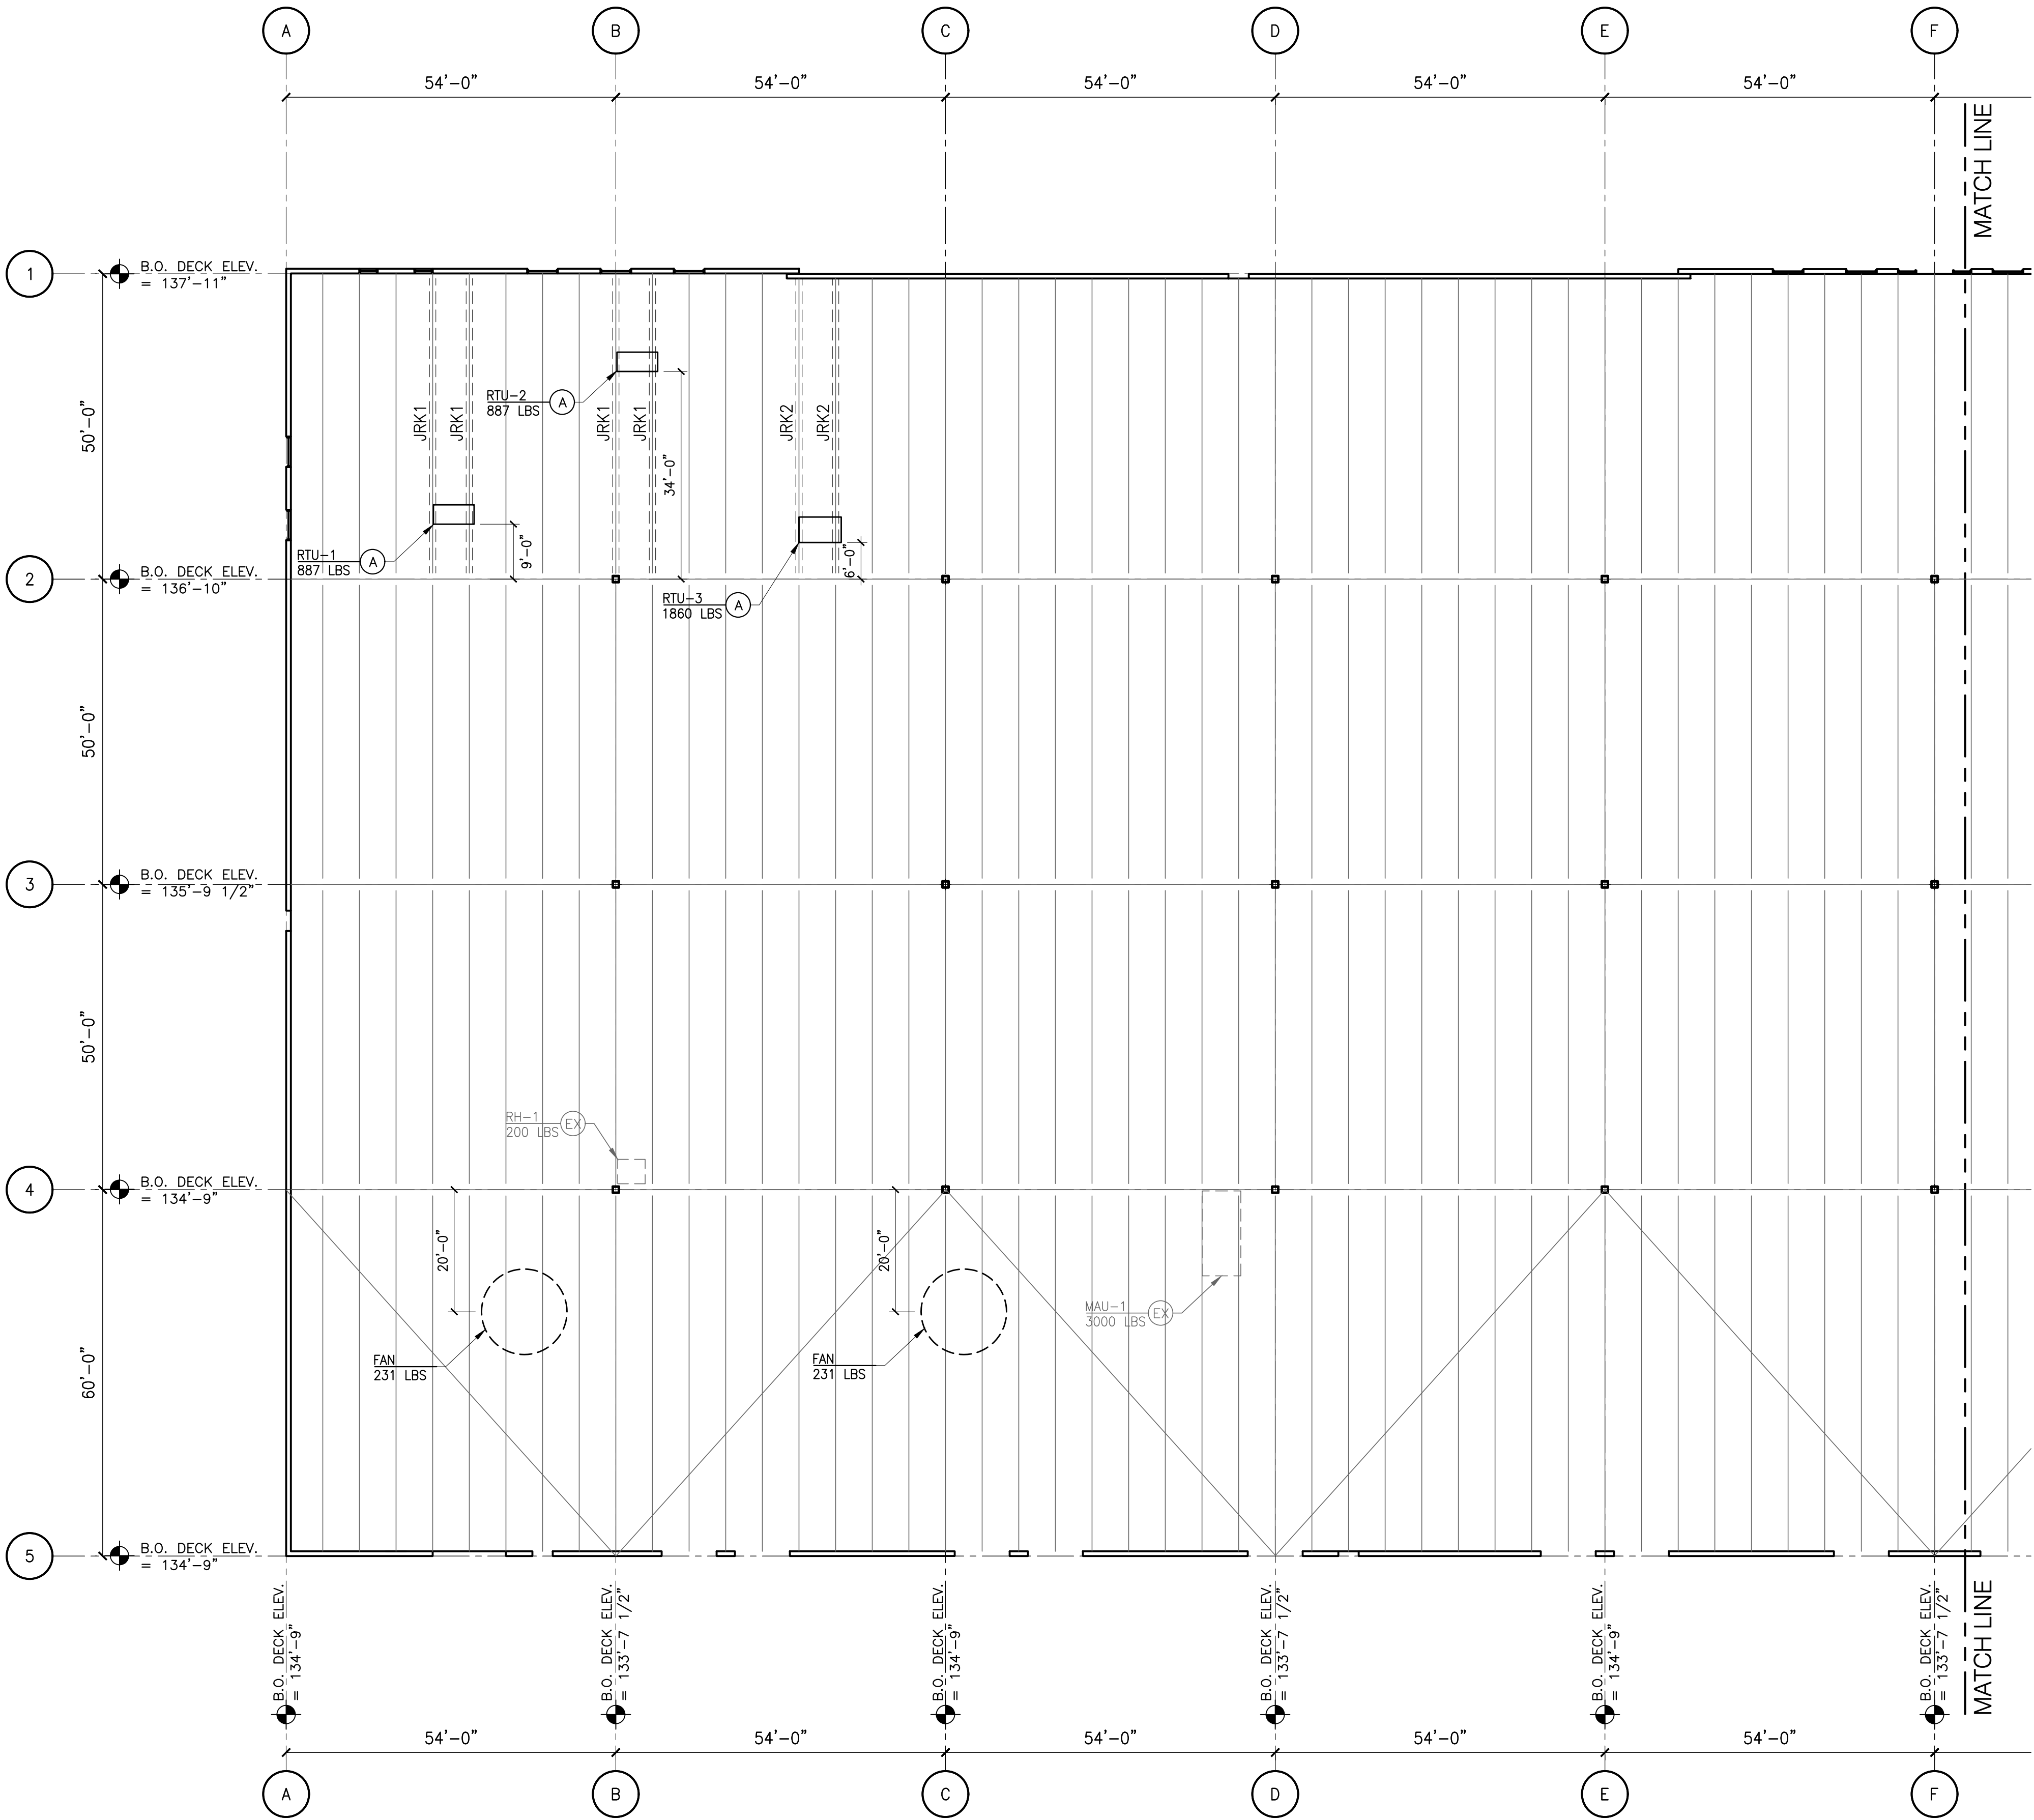 A
B
C
D
E
F
54'-0"
54'-0"
54'-0"
54'-0"
54'-0"
MATCH LINE
1
B.O. DECK ELEV.
= 137'-11"
50'-0"
JRK1
JRK1
RTU-2
887 LBS
A
JRK1
JRK1
34'-0"
JRK2
JRK2
RTU-1
887 LBS
A
9'-0"
6'-0"
2
B.O. DECK ELEV.
= 136'-10"
RTU-3
1860 LBS
A
50'-0"
3
B.O. DECK ELEV.
= 135'-9 1/2"
50'-0"
RH-1
200 LBS
EX
4
B.O. DECK ELEV.
= 134'-9"
20'-0"
20'-0"
MAU-1
3000 LBS
EX
60'-0"
FAN
231 LBS
FAN
231 LBS
5
B.O. DECK ELEV.
= 134'-9"
B.O. DECK ELEV.
= 134'-9"
B.O. DECK ELEV.
= 133'-7 1/2"
B.O. DECK ELEV.
= 134'-9"
B.O. DECK ELEV.
= 133'-7 1/2"
B.O. DECK ELEV.
= 134'-9"
B.O. DECK ELEV.
= 133'-7 1/2"
MATCH LINE
54'-0"
54'-0"
54'-0"
54'-0"
54'-0"
A
B
C
D
E
F